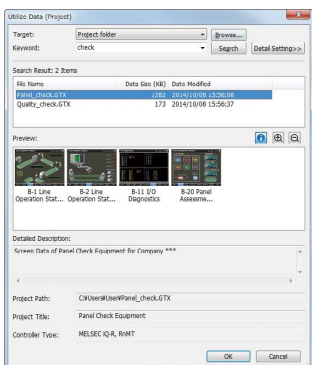 Utilize Data (Project)
Target: Project folder Browse...
Keyword: check Search Detail Setting>>
Search Result: 2 Items
File Name Data Size (KB) Date Modified
Panel_check.GTX 1282 2014/10/08 15:56:06
Quality_check.GTX 173 2014/10/08 15:56:37
Preview:
B-1 Line Operation Stat... B-2 Line Operation Stat... B-11 I/O Diagnostics B-20 Panel Assessme...
Detailed Description:
Screen Data of Panel Check Equipment for Company ***
Project Path: C:¥Users¥User¥Panel_check.GTX
Project Title: Panel Check Equipment
Controller Type: MELSEC iQ-R, RnMT
OK Cancel